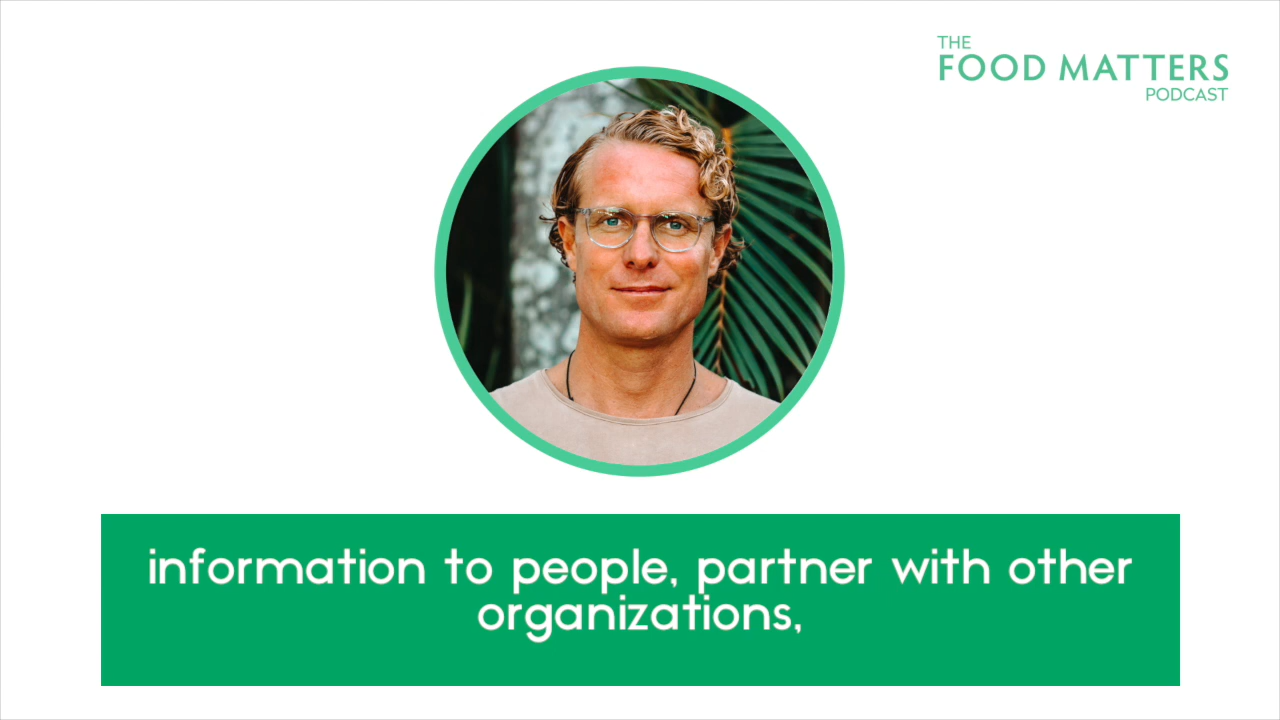 THE
FOOD MATTERS
PODCAST
information to people, partner with other
organizations,